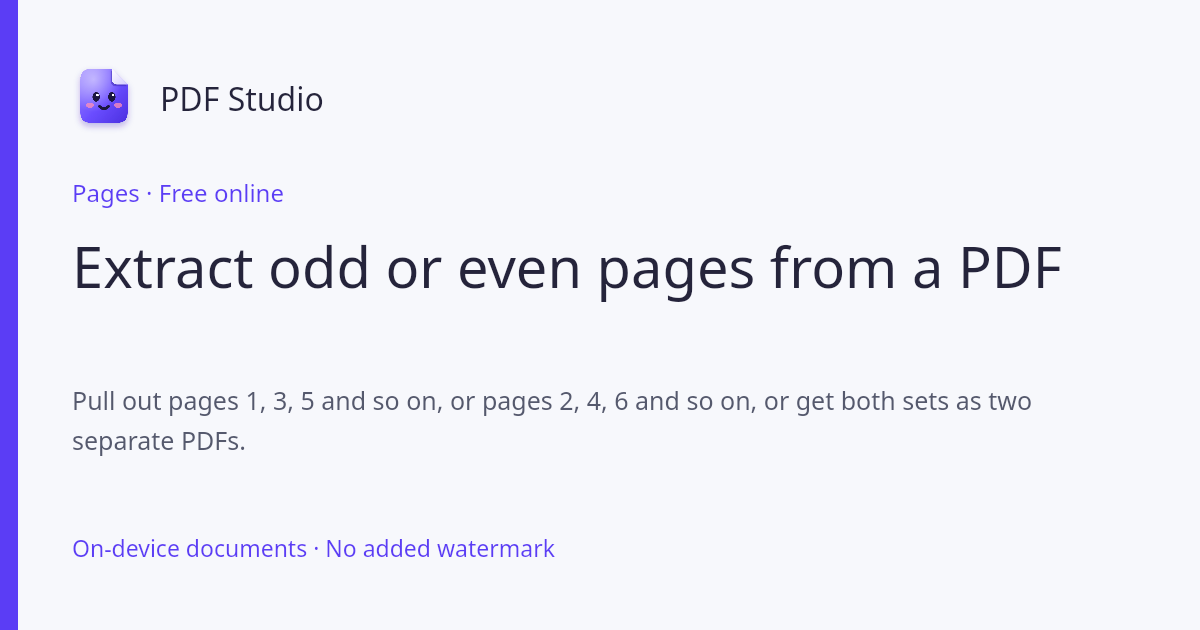 PDF Studio
Pages · Free online
Extract odd or even pages from a PDF
Pull out pages 1, 3, 5 and so on, or pages 2, 4, 6 and so on, or get both sets as two
separate PDFs.
On-device documents · No added watermark